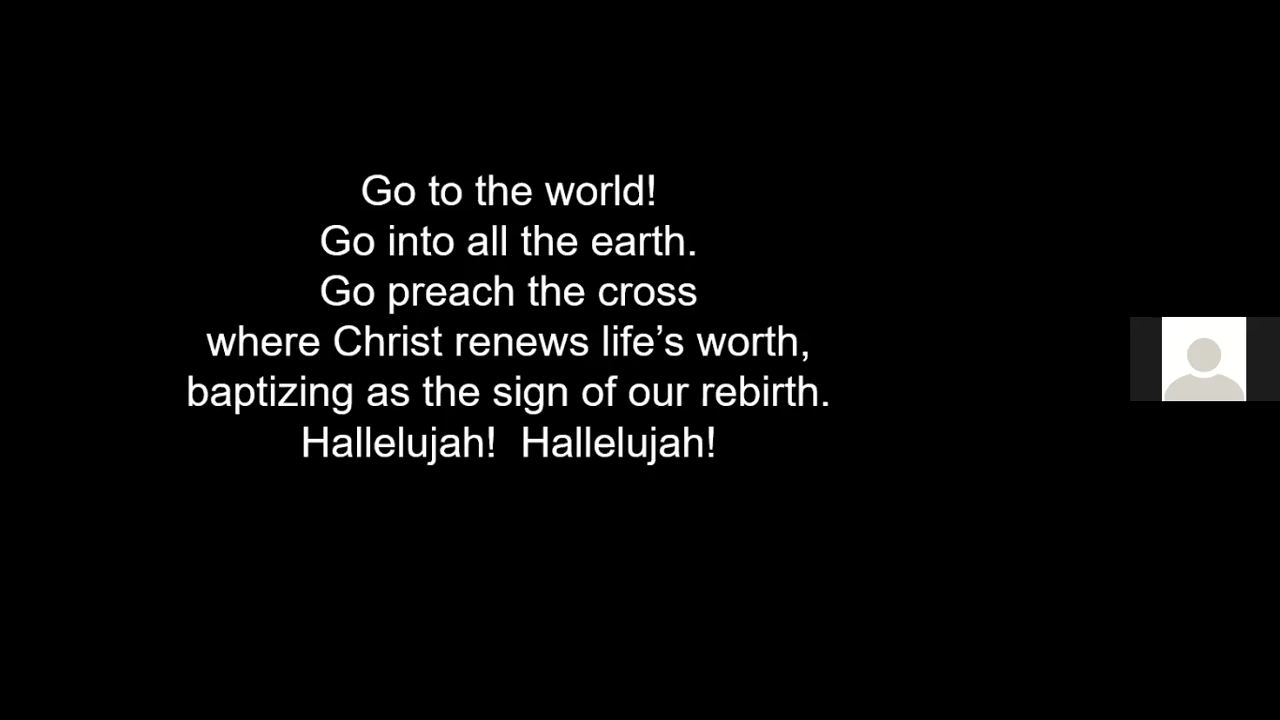 Go to the world!
Go into all the earth.
Go preach the cross
where Christ renews life’s worth,
baptizing as the sign of our rebirth.
Hallelujah!  Hallelujah!